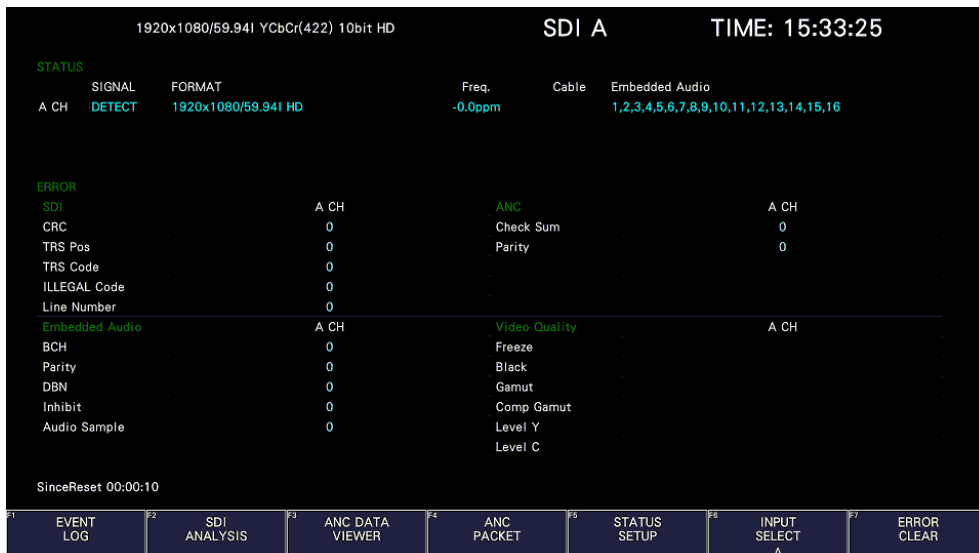 1920x1080/59.94I YCbCr(422) 10bit HD SDI A TIME: 15:33:25
STATUS
SIGNAL FORMAT Freq. Cable Embedded Audio
A CH DETECT 1920x1080/59.94I HD -0.0ppm 1,2,3,4,5,6,7,8,9,10,11,12,13,14,15,16
ERROR
SDI A CH ANC A CH
CRC 0 Check Sum 0
TRS Pos 0 Parity 0
TRS Code 0
ILLEGAL Code 0
Line Number 0
Embedded Audio A CH Video Quality A CH
BCH 0 Freeze
Parity 0 Black
DBN 0 Gamut
Inhibit 0 Comp Gamut
Audio Sample 0 Level Y
Level C
SinceReset 00:00:10
F1 EVENT LOG
F2 SDI ANALYSIS
F3 ANC DATA VIEWER
F4 ANC PACKET
F5 STATUS SETUP
F6 INPUT SELECT A
F7 ERROR CLEAR